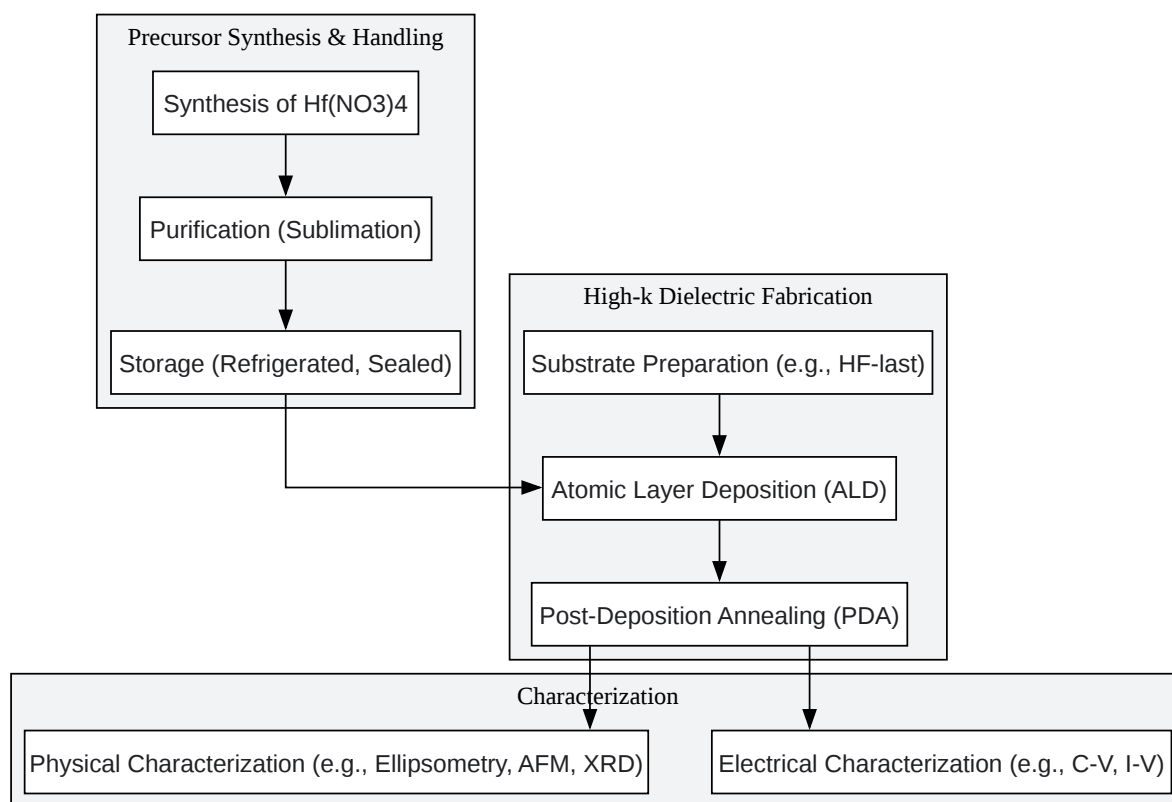 Precursor Synthesis & Handling
Synthesis of Hf(NO3)4
Purification (Sublimation)
Storage (Refrigerated, Sealed)
High-k Dielectric Fabrication
Substrate Preparation (e.g., HF-last)
Atomic Layer Deposition (ALD)
Post-Deposition Annealing (PDA)
Characterization
Physical Characterization (e.g., Ellipsometry, AFM, XRD)
Electrical Characterization (e.g., C-V, I-V)